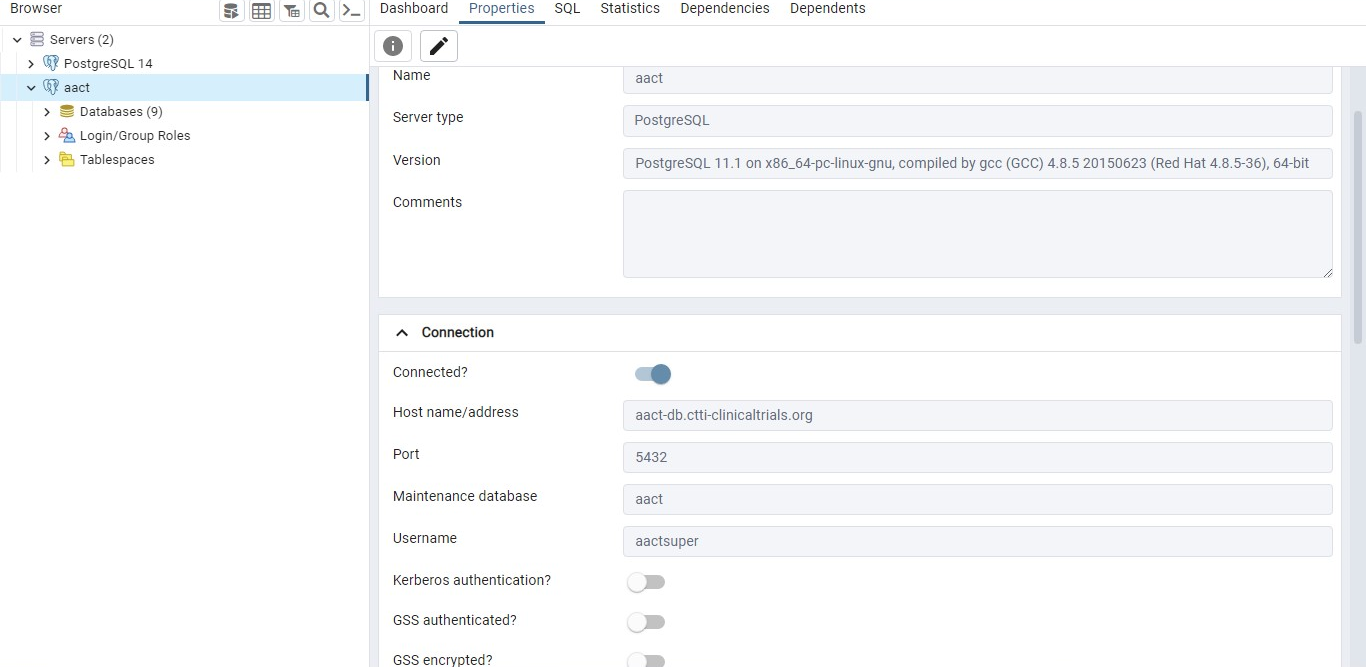 Browser
Dashboard Properties SQL Statistics Dependencies Dependents
Servers (2)
PostgreSQL 14
aact
Databases (9)
Login/Group Roles
Tablespaces
Name aact
Server type PostgreSQL
Version PostgreSQL 11.1 on x86_64-pc-linux-gnu, compiled by gcc (GCC) 4.8.5 20150623 (Red Hat 4.8.5-36), 64-bit
Comments
Connection
Connected?
Host name/address aact-db.ctti-clinicaltrials.org
Port 5432
Maintenance database aact
Username aactsuper
Kerberos authentication?
GSS authenticated?
GSS encrypted?